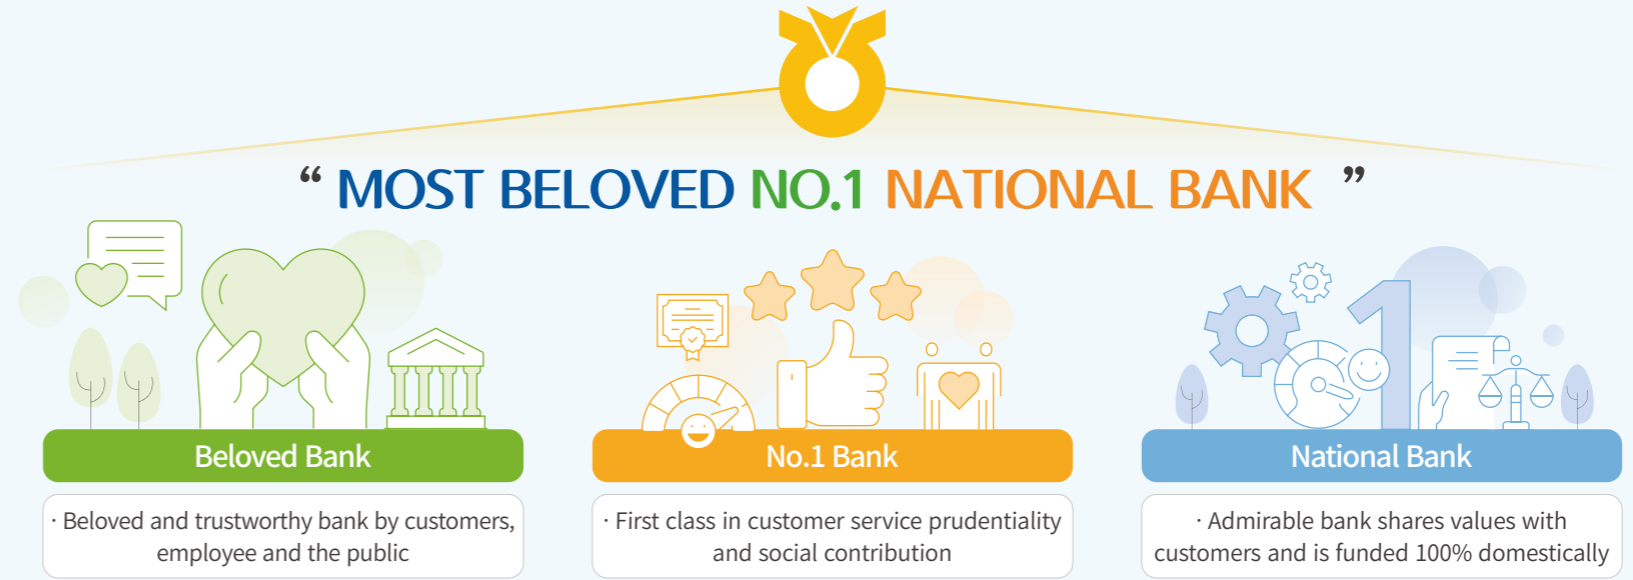 “ MOST BELOVED NO.1 NATIONAL BANK ”
Beloved Bank
· Beloved and trustworthy bank by customers,
employee and the public
No.1 Bank
· First class in customer service prudentiality
and social contribution
National Bank
· Admirable bank shares values with
customers and is funded 100% domestically